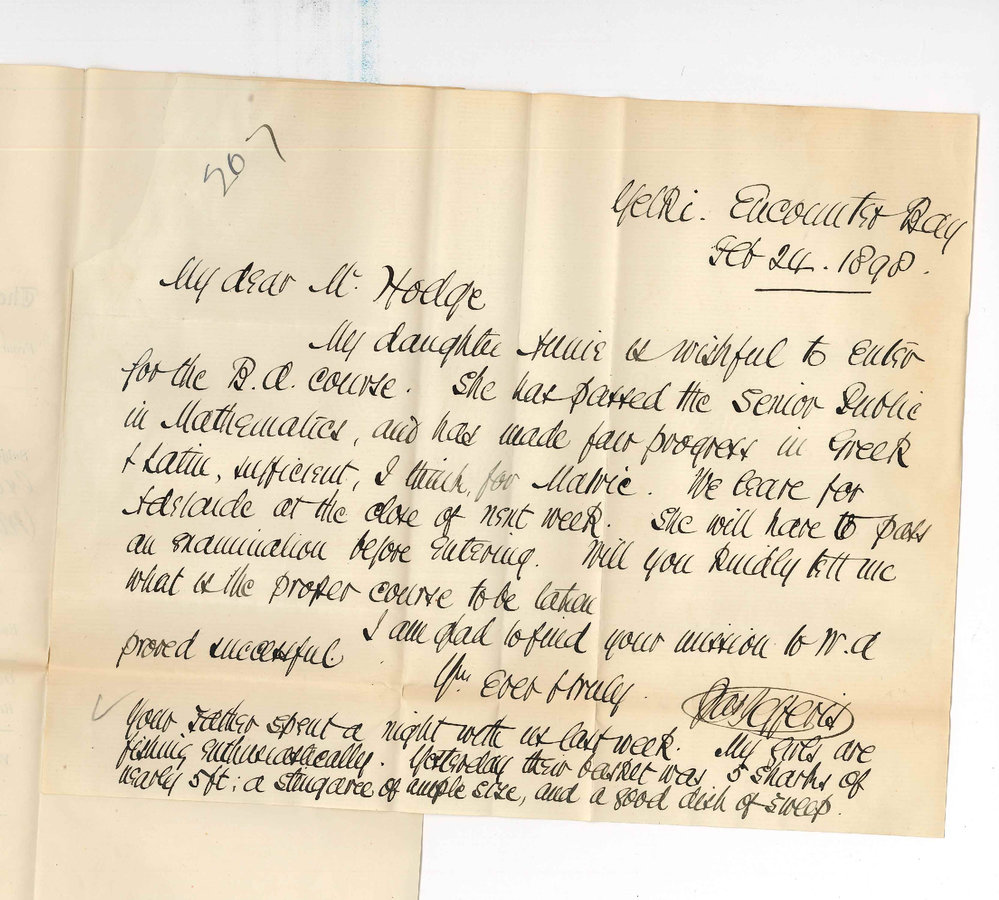 267
Yelki. Encounter Bay
Feb 24. 1898.
My dear Mr. Hodge
My daughter Annie is wishful to enter
for the B.A. course. She has passed the Senior Public
in Mathematics, and has made fair progress in Greek
& Latin, sufficient, I think, for Matric. We leave for
Adelaide at the close of next week. She will have to pass
an examination before entering. Will you kindly tell me
what is the proper course to be taken
I am glad to find your mission to W.A
proved successful.
Yrs. Ever & truly.
Jas Jefferis
Your Father spent a night with us last week. My girls are
fishing enthusiastically. Yesterday their basket was 5 sharks of
nearly 5ft: a stingaree of ample size, and a good dish of sweep.